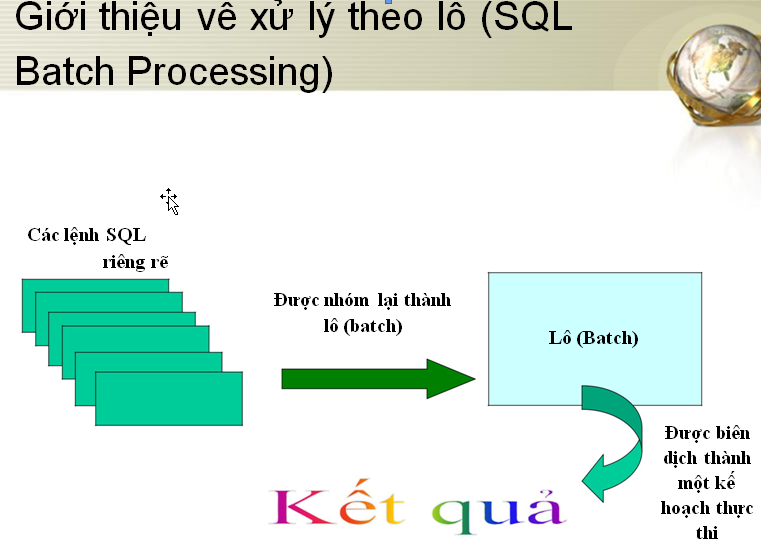 Giới thiệu về xử lý theo lô (SQL
Batch Processing)
Các lệnh SQL
riêng rẽ
Được nhóm lại thành
lô (batch)
Lô (Batch)
Được biên
dịch thành
một kế
hoạch thực
thi
Kết quả